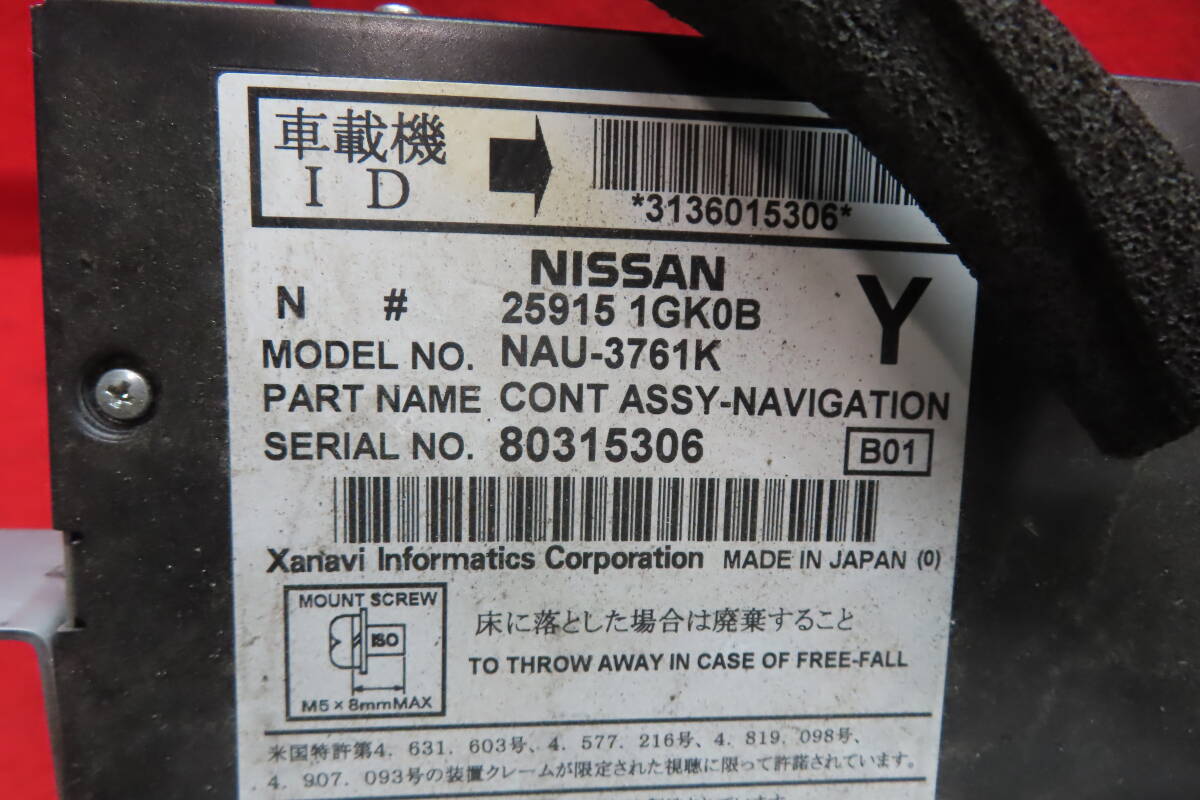 車載機
ID
*3136015306*
NISSAN
N # 25915 1GK0B
Y
MODEL NO. NAU-3761K
PART NAME CONT ASSY-NAVIGATION
SERIAL NO. 80315306
B01
Xanavi Informatics Corporation MADE IN JAPAN (0)
MOUNT SCREW
ISO
M5×8mmMAX
床に落とした場合は廃棄すること
TO THROW AWAY IN CASE OF FREE-FALL
米国特許第4. 631. 603号、4. 577. 216号、4. 819. 098号、
4. 907. 093号の装置クレームが限定された視聴に限って許諾されています。